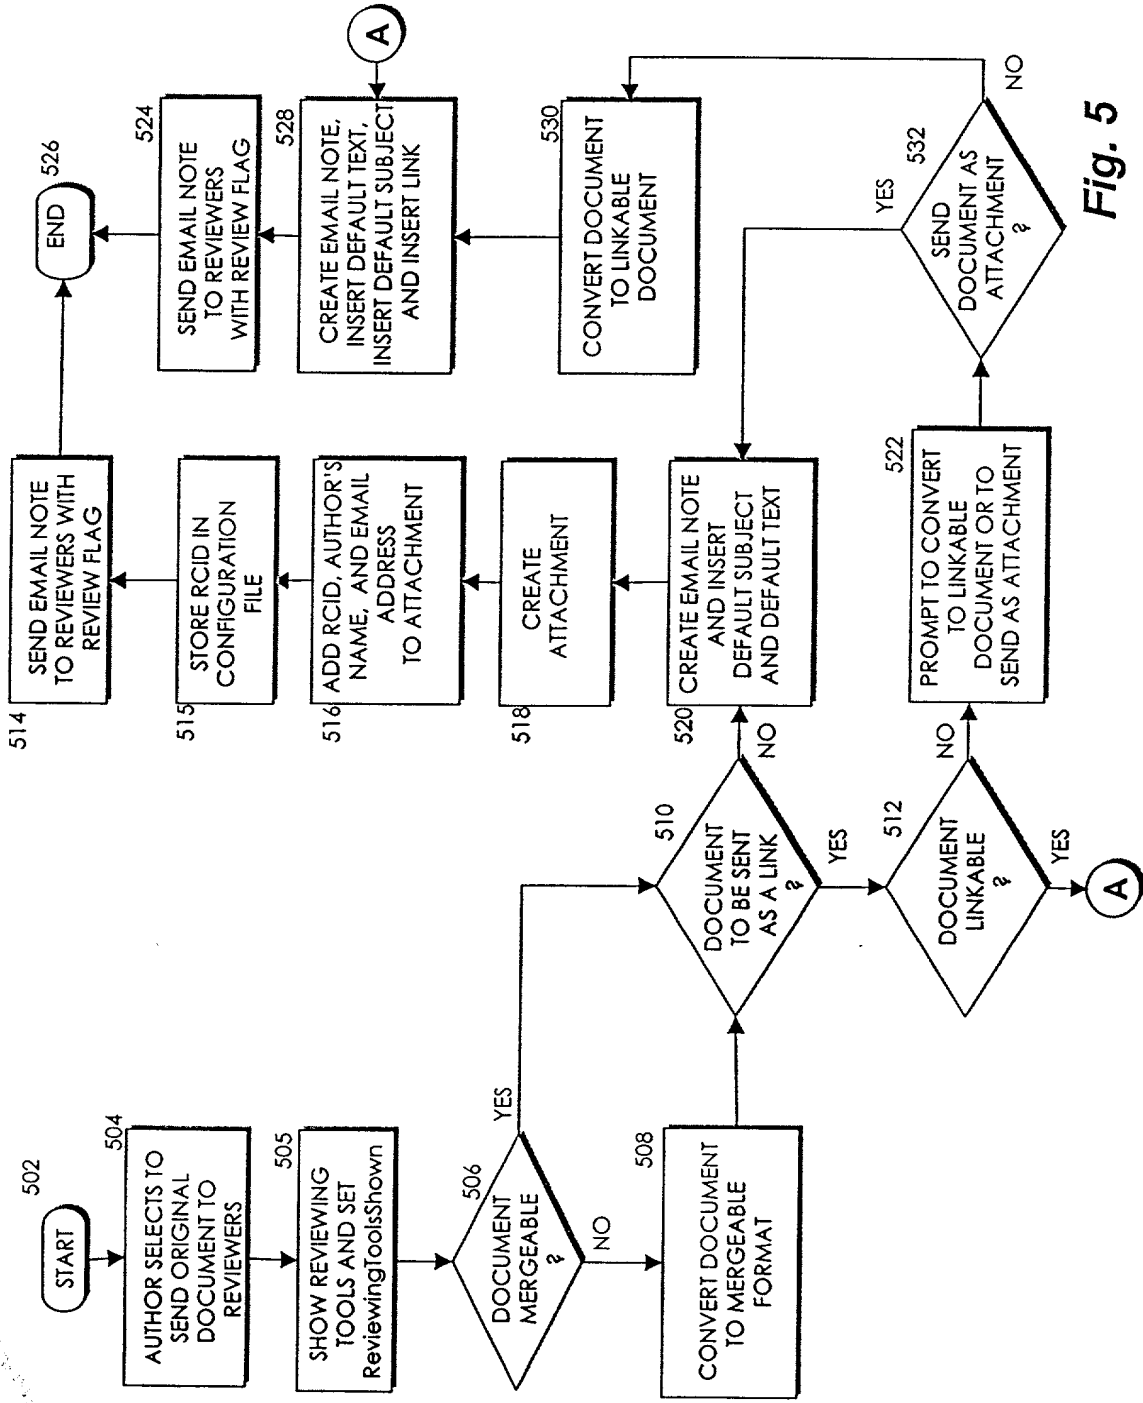 502
START
504
AUTHOR SELECTS TO
SEND ORIGINAL
DOCUMENT TO
REVIEWERS
505
SHOW REVIEWING
TOOLS AND SET
ReviewingToolsShown
506
DOCUMENT
MERGEABLE
?
YES
NO
508
CONVERT DOCUMENT
TO MERGEABLE
FORMAT
510
DOCUMENT
TO BE SENT
AS A LINK
?
NO
YES
512
DOCUMENT
LINKABLE
?
NO
YES
A
514
SEND EMAIL NOTE
TO REVIEWERS WITH
REVIEW FLAG
515
STORE RCID IN
CONFIGURATION
FILE
516
ADD RCID, AUTHOR'S
NAME, AND EMAIL
ADDRESS
TO ATTACHMENT
518
CREATE
ATTACHMENT
520
CREATE EMAIL NOTE
AND INSERT
DEFAULT SUBJECT
AND DEFAULT TEXT
522
PROMPT TO CONVERT
TO LINKABLE
DOCUMENT OR TO
SEND AS ATTACHMENT
526
END
524
SEND EMAIL NOTE
TO REVIEWERS
WITH REVIEW FLAG
528
CREATE EMAIL NOTE,
INSERT DEFAULT TEXT,
INSERT DEFAULT SUBJECT
AND INSERT LINK
A
530
CONVERT DOCUMENT
TO LINKABLE
DOCUMENT
532
SEND
DOCUMENT AS
ATTACHMENT
?
YES
NO
Fig. 5